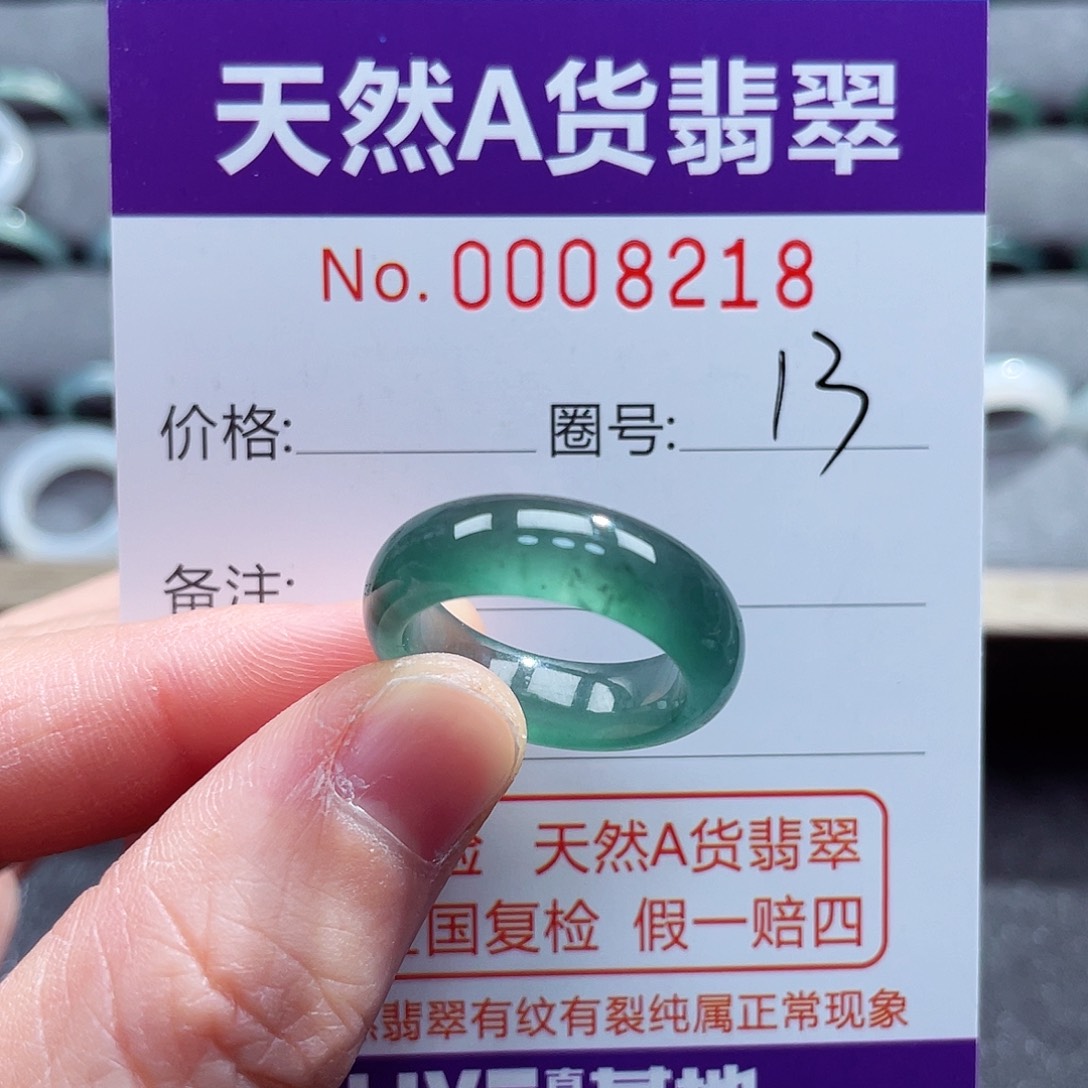 天然A货翡翠
No.0008218
价格: 圈号: 13
备注:
天然A货翡翠
国复检 假一赔四
翡翠有纹有裂纯属正常现象